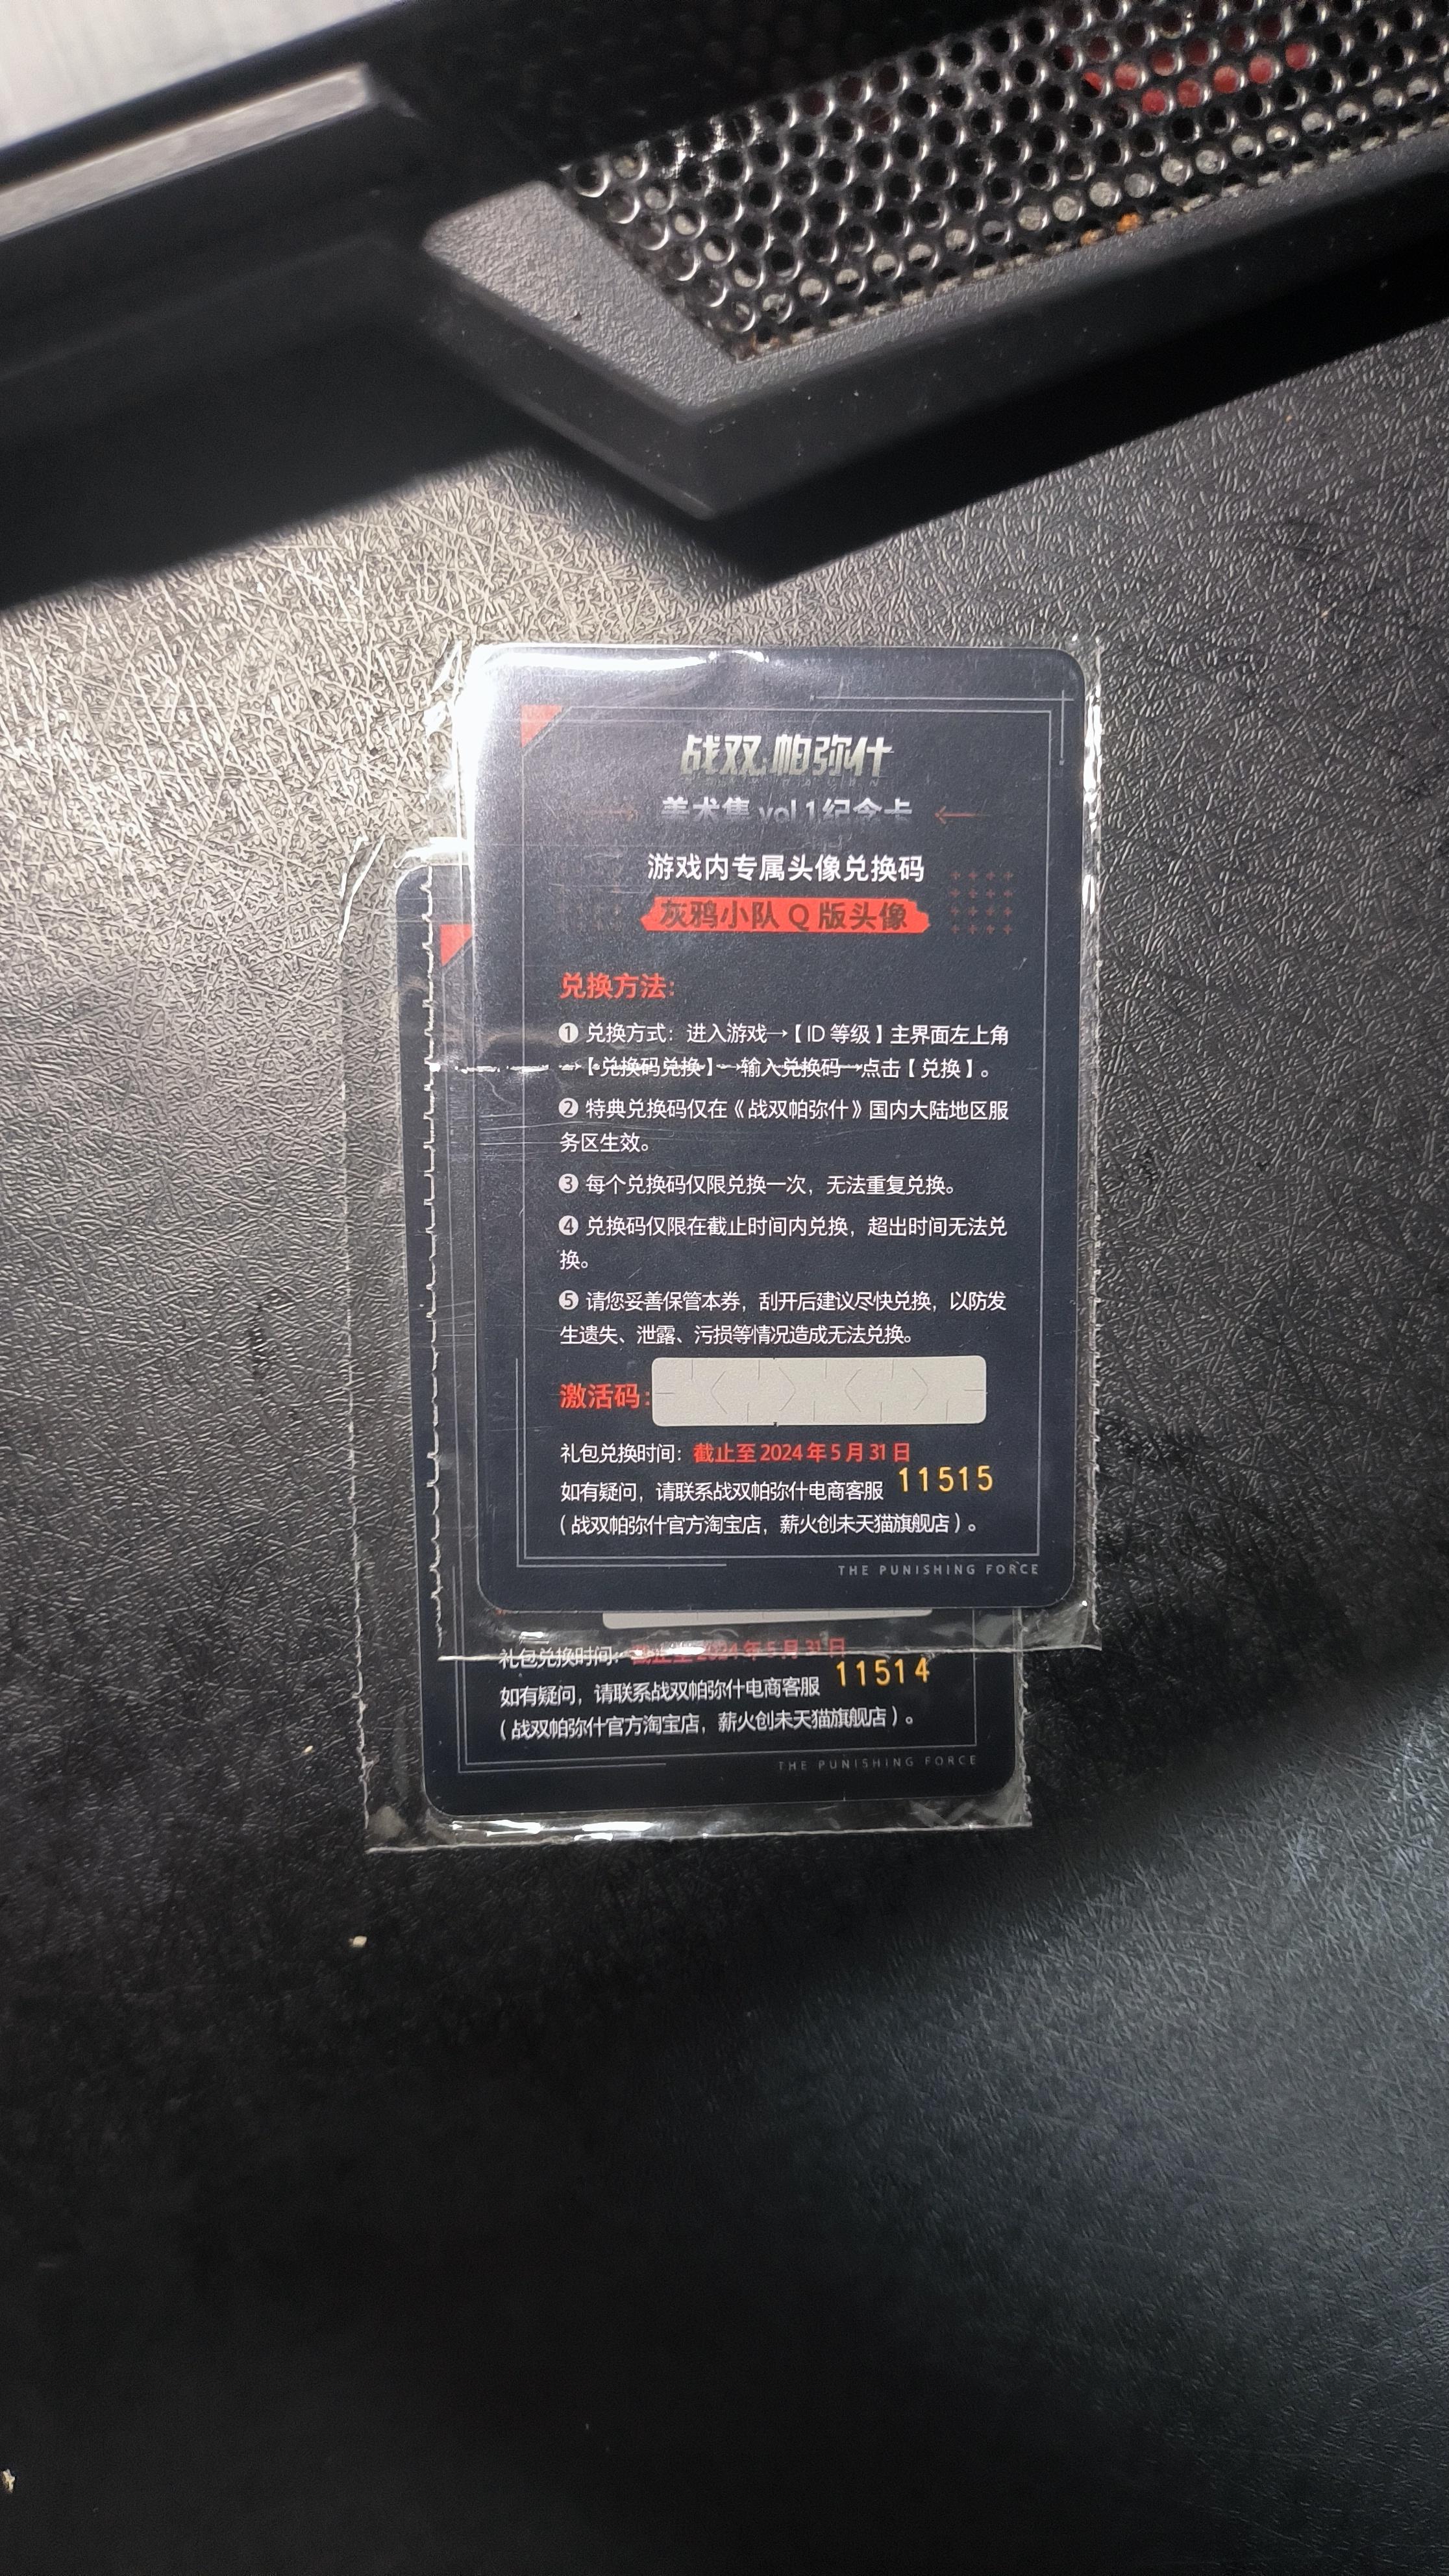 战双帕弥什
美术集 vol.1 纪念卡
游戏内专属头像兑换码
灰鸦小队 Q 版头像
兑换方法：
❶ 兑换方式：进入游戏→【ID 等级】主界面左上角
→【兑换码兑换】→输入兑换码→点击【兑换】。
❷ 特典兑换码仅在《战双帕弥什》国内大陆地区服
务区生效。
❸ 每个兑换码仅限兑换一次，无法重复兑换。
❹ 兑换码仅限在截止时间内兑换，超出时间无法兑
换。
❺ 请您妥善保管本券，刮开后建议尽快兑换，以防发
生遗失、泄露、污损等情况造成无法兑换。
激活码：
礼包兑换时间：截止至 2024 年 5 月 31 日
如有疑问，请联系战双帕弥什电商客服 11515
（战双帕弥什官方淘宝店，薪火创未天猫旗舰店）。
THE PUNISHING FORCE
礼包兑换时间：截止至 2024 年 5 月 31 日
如有疑问，请联系战双帕弥什电商客服 11514
（战双帕弥什官方淘宝店，薪火创未天猫旗舰店）。
THE PUNISHING FORCE